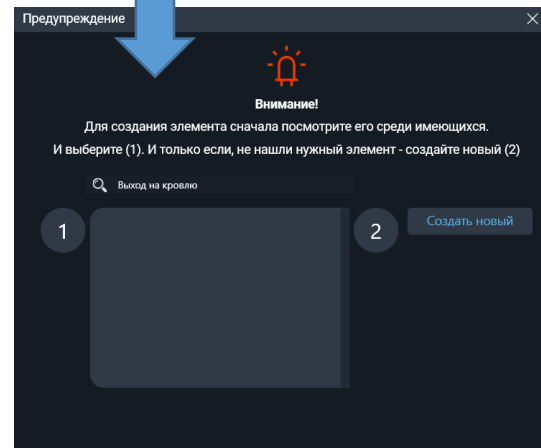 Предупреждение
Внимание!
Для создания элемента сначала посмотрите его среди имеющихся.
И выберите (1). И только если, не нашли нужный элемент - создайте новый (2)
Выход на кровлю
1
2
Создать новый